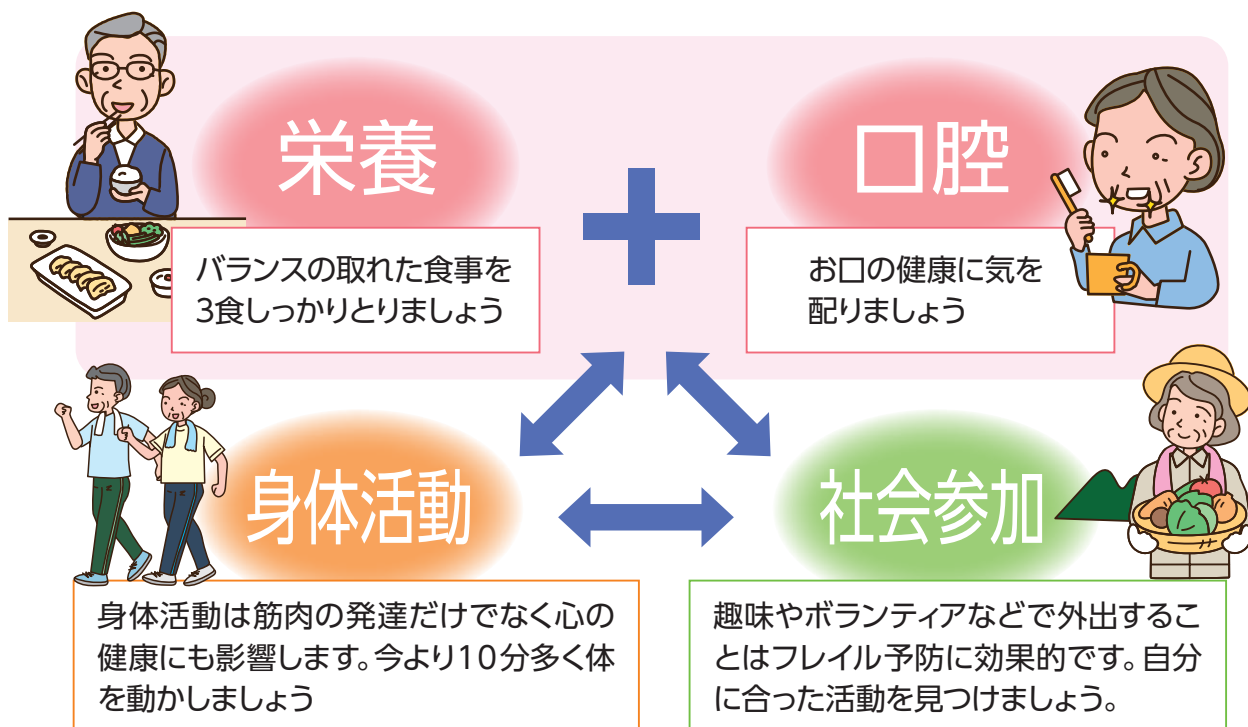 栄養
口腔
バランスの取れた食事を
3食しっかりとりましょう
お口の健康に気を
配りましょう
身体活動
社会参加
身体活動は筋肉の発達だけでなく心の
健康にも影響します。今より10分多く体
を動かしましょう
趣味やボランティアなどで外出するこ
とはフレイル予防に効果的です。自分
に合った活動を見つけましょう。